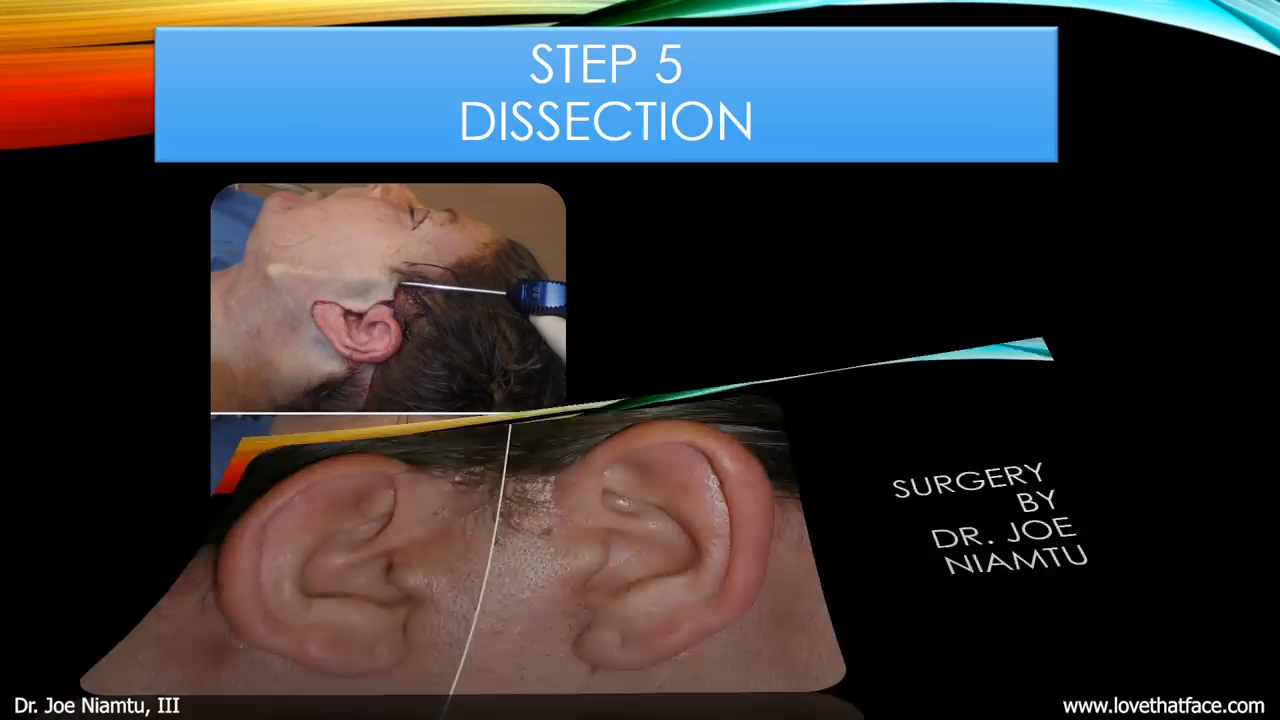 STEP 5
DISSECTION
SURGERY
BY
DR. JOE
NIAMTU
Dr. Joe Niamtu, III
www.lovethatface.com